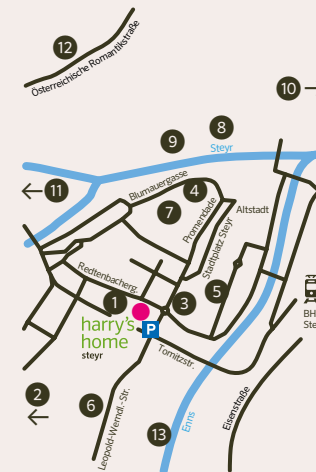 12
Österreichische Romantikstraße
10
8
9
Steyr
11
Blumauergasse
4
7
Promenade
Altstadt
Stadtplatz Steyr
Redtenbacherg.
5
1
3
harry's
home
steyr
P
BH
Ste
Tomitzstr.
2
6
Leopold-Werndl.-Str.
Enns
Eisenstraße
13